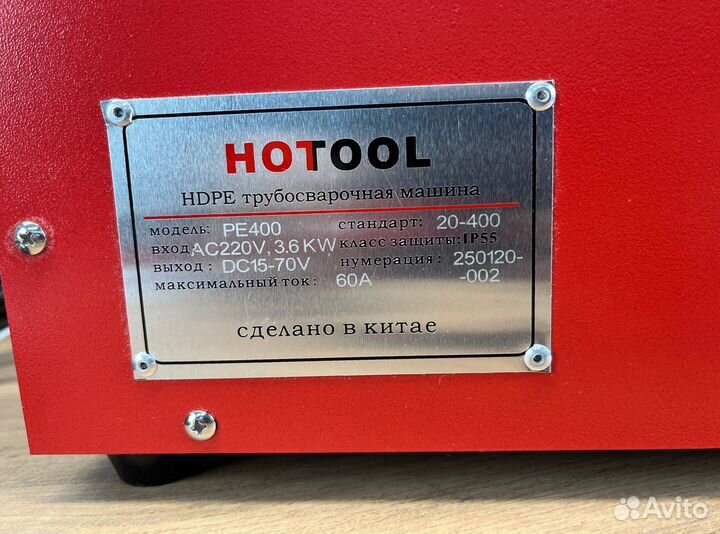 HOTOOL
HDPE трубосварочная машина
модель: PE400 стандарт: 20-400
вход: AC220V, 3.6 KW класс защиты: IP55
выход : DC15-70V нумерация : 250120-
максимальный ток : 60A -002
сделано в китае
Avito